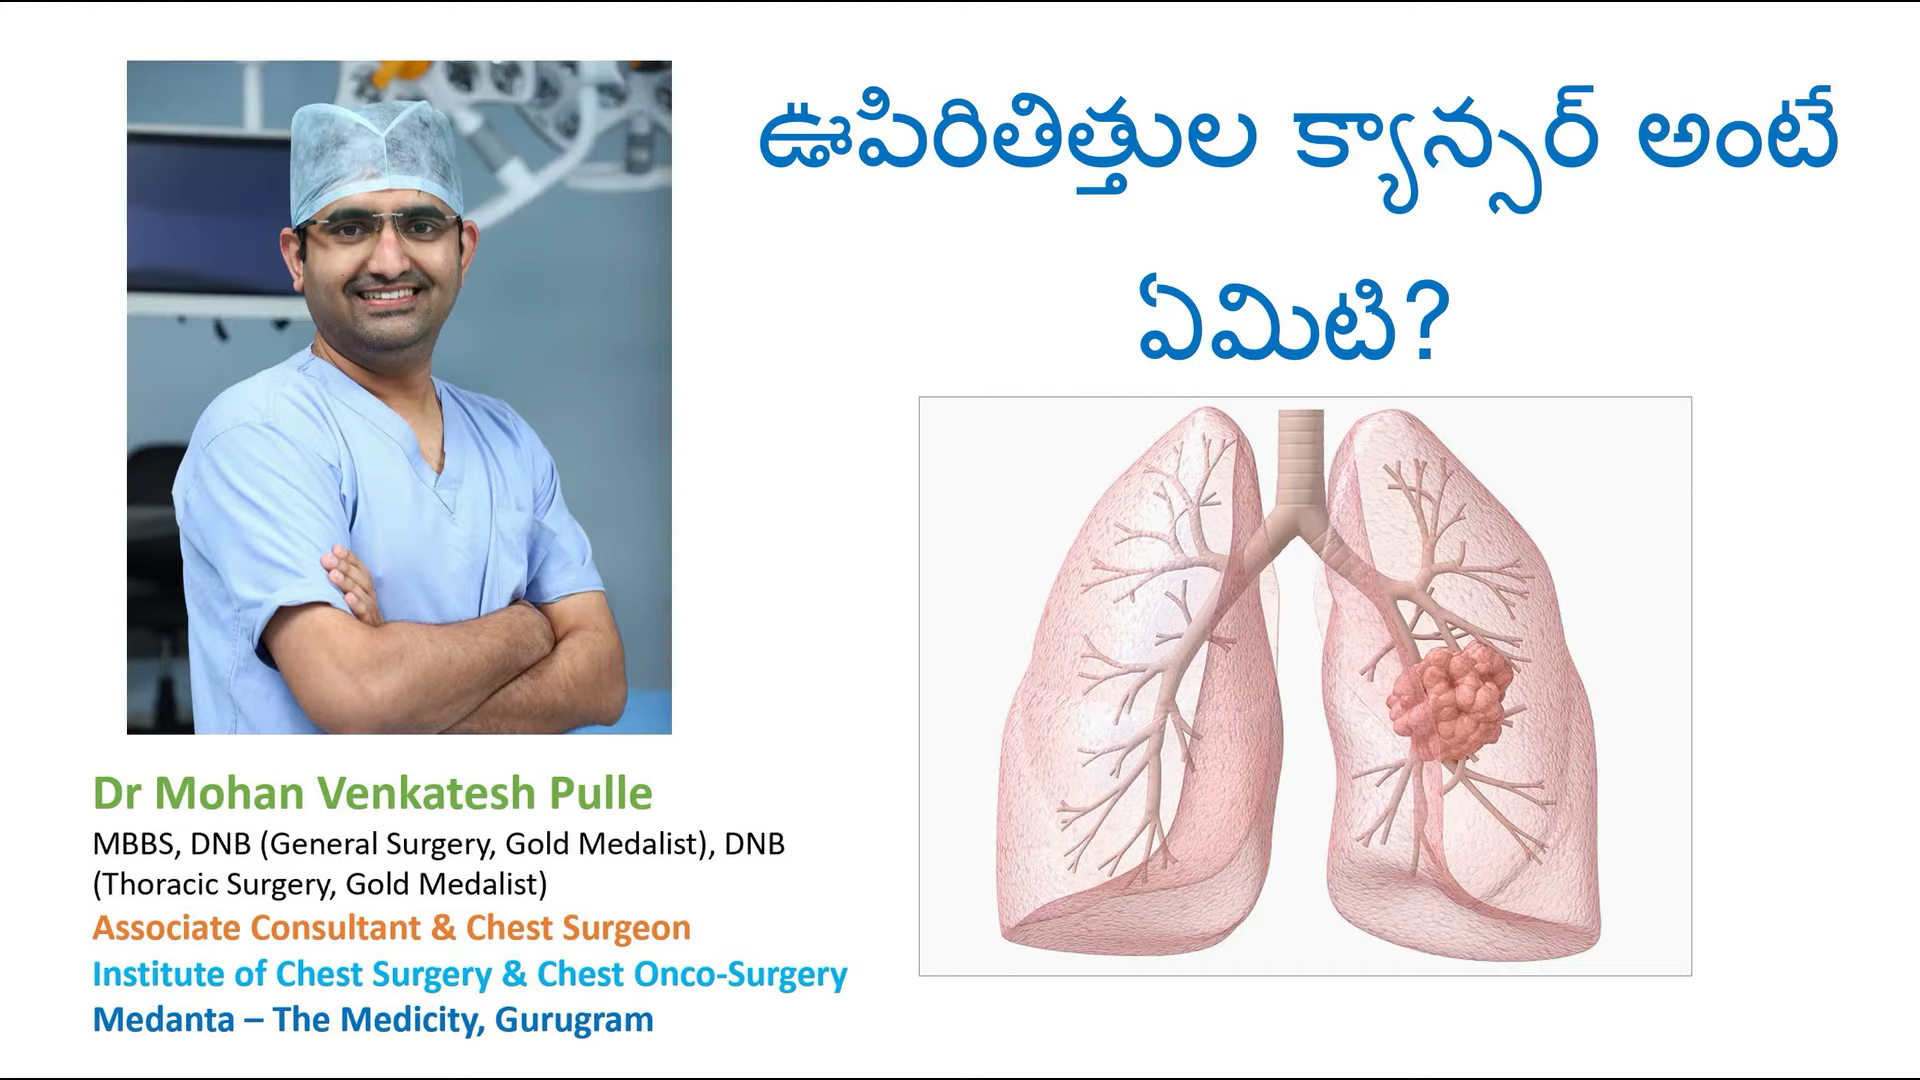 ఊపిరితిత్తుల క్యాన్సర్ అంటే
ఏమిటి?
Dr Mohan Venkatesh Pulle
MBBS, DNB (General Surgery, Gold Medalist), DNB
(Thoracic Surgery, Gold Medalist)
Associate Consultant & Chest Surgeon
Institute of Chest Surgery & Chest Onco-Surgery
Medanta – The Medicity, Gurugram